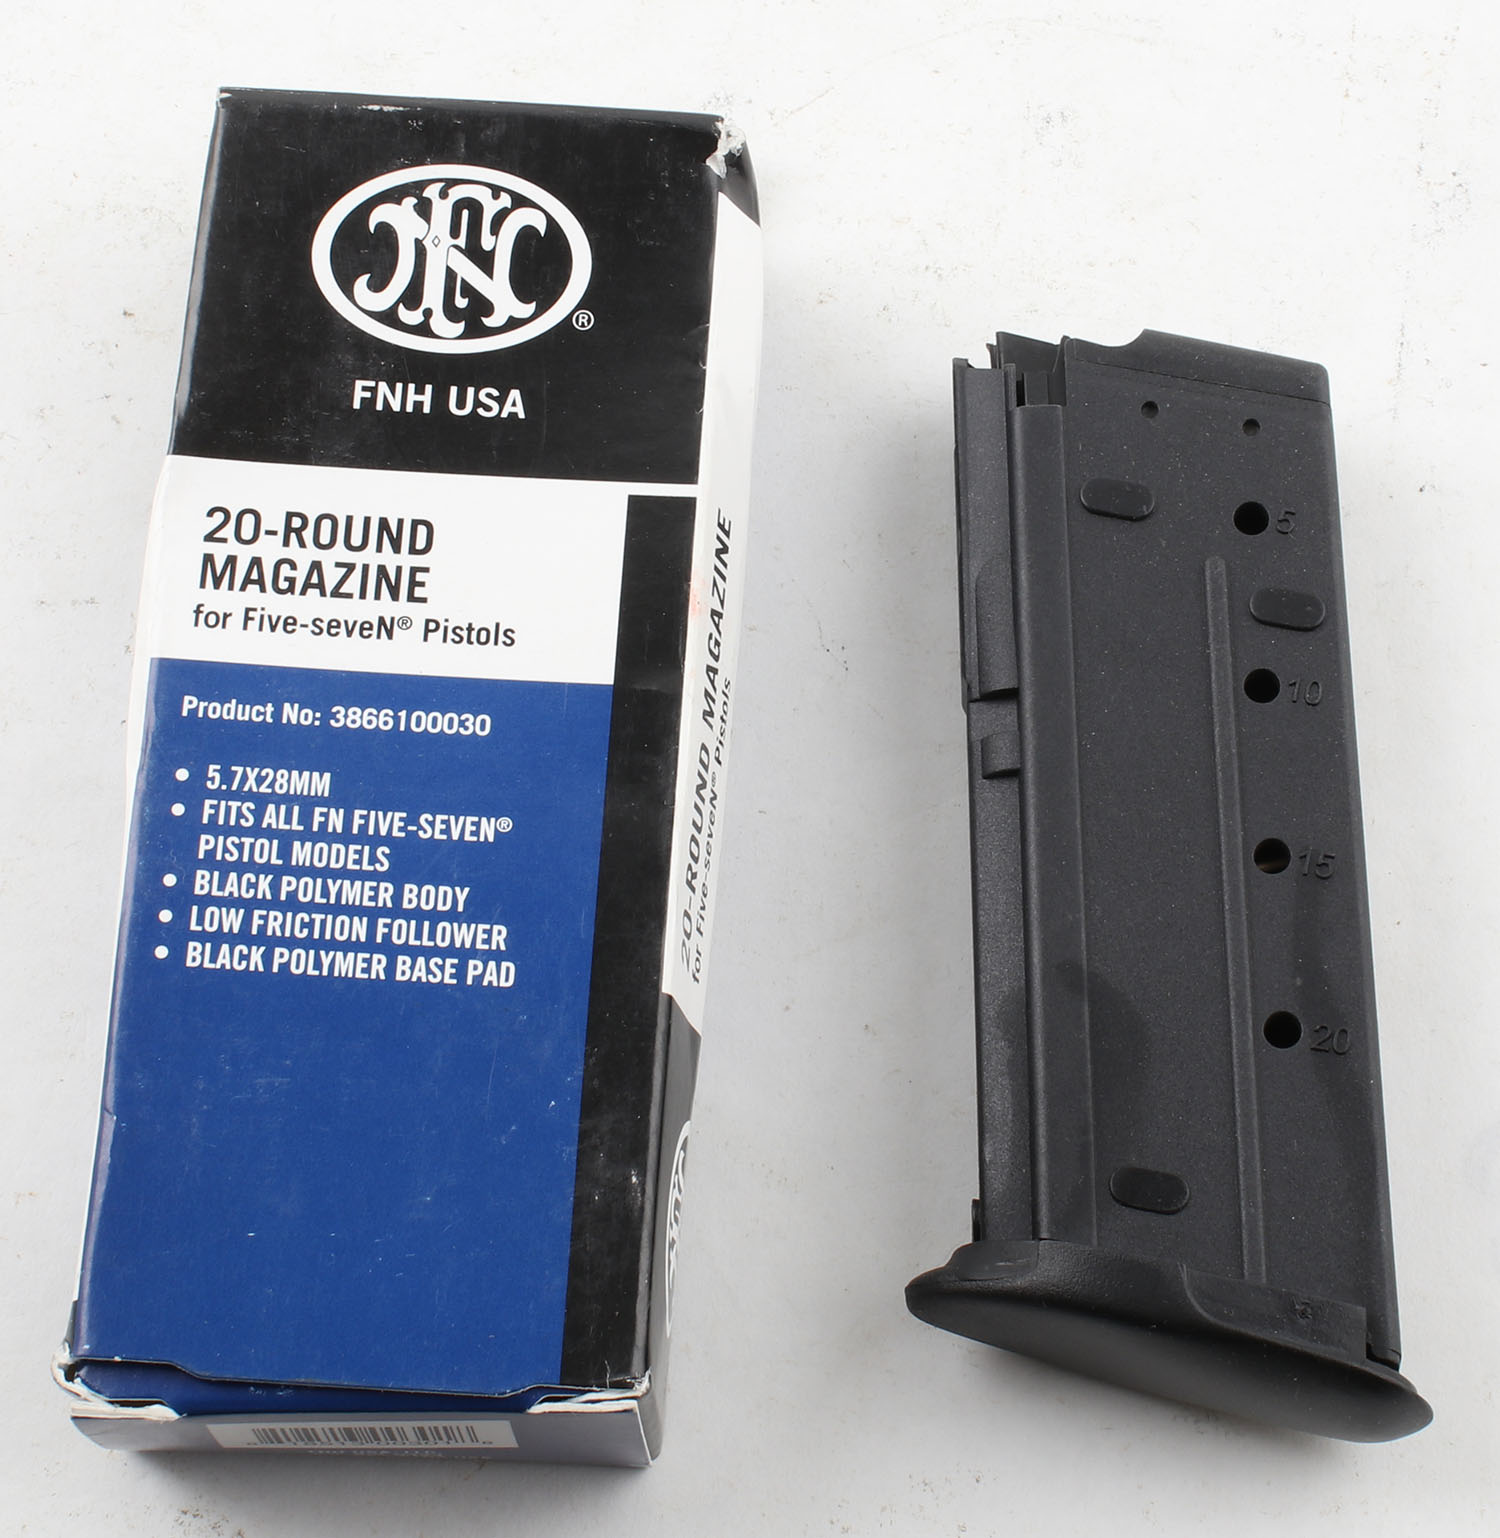 FN
®
FNH USA
20-ROUND
MAGAZINE
for Five-seveN® Pistols
Product No: 3866100030
• 5.7X28MM
• FITS ALL FN FIVE-SEVEN®
PISTOL MODELS
• BLACK POLYMER BODY
• LOW FRICTION FOLLOWER
• BLACK POLYMER BASE PAD
20-ROUND MAGAZINE
for Five-seveN® Pistols
5
10
15
20